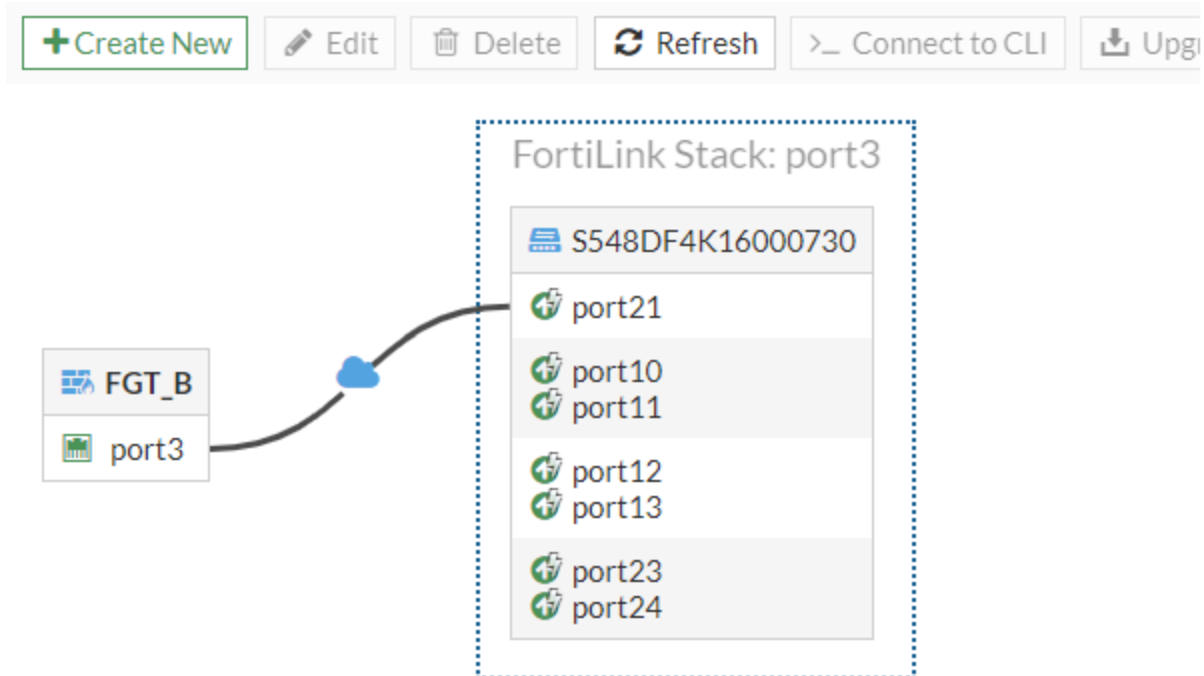 Create New Edit Delete Refresh >_ Connect to CLI
FortiLink Stack: port3
S548DF4K16000730
port21
port10
port11
port12
port13
port23
port24
FGT_B
port3